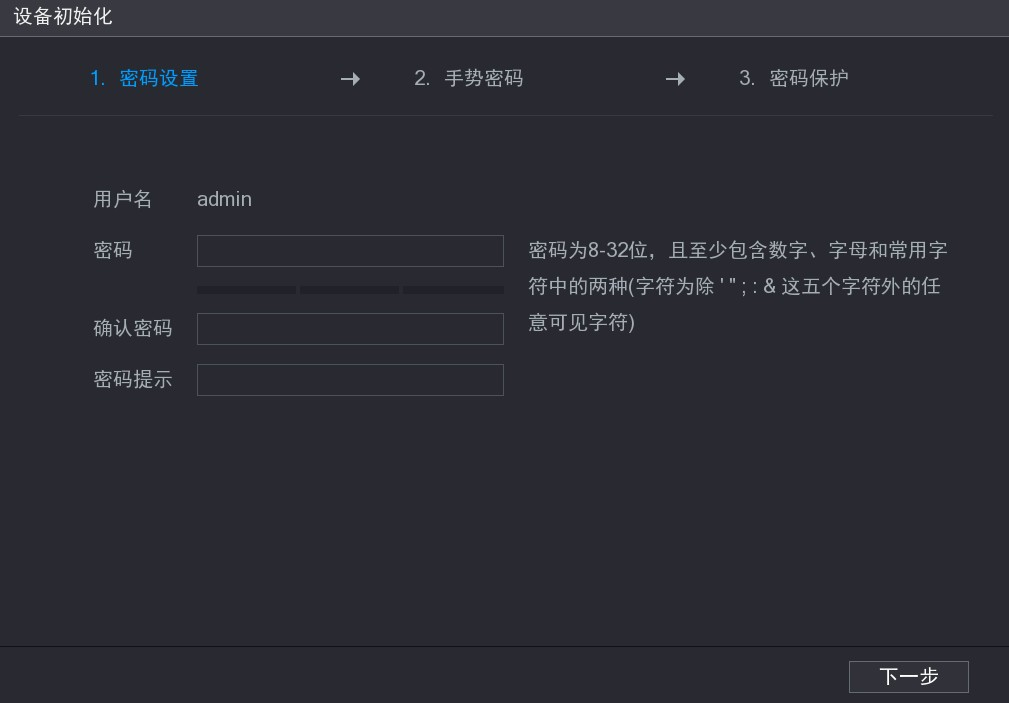 设备初始化
1. 密码设置 → 2. 手势密码 → 3. 密码保护
用户名 admin
密码
密码为8-32位，且至少包含数字、字母和常用字
符中的两种(字符为除 ' " ; : & 这五个字符外的任
意可见字符)
确认密码
密码提示
下一步